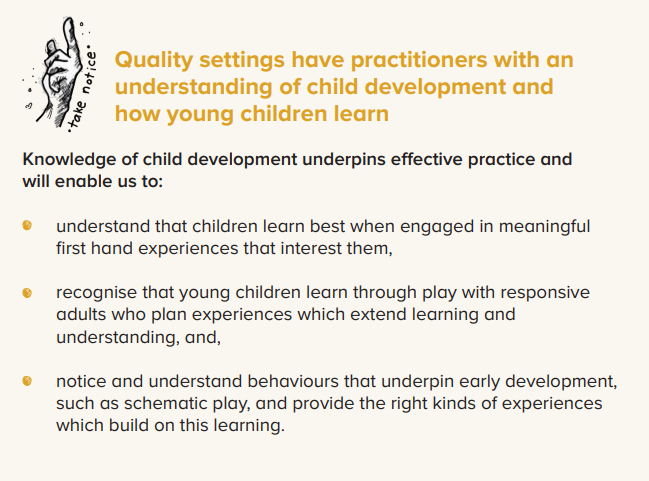 •take notice•
Quality settings have practitioners with an
understanding of child development and
how young children learn
Knowledge of child development underpins effective practice and
will enable us to:
understand that children learn best when engaged in meaningful
first hand experiences that interest them,
recognise that young children learn through play with responsive
adults who plan experiences which extend learning and
understanding, and,
notice and understand behaviours that underpin early development,
such as schematic play, and provide the right kinds of experiences
which build on this learning.